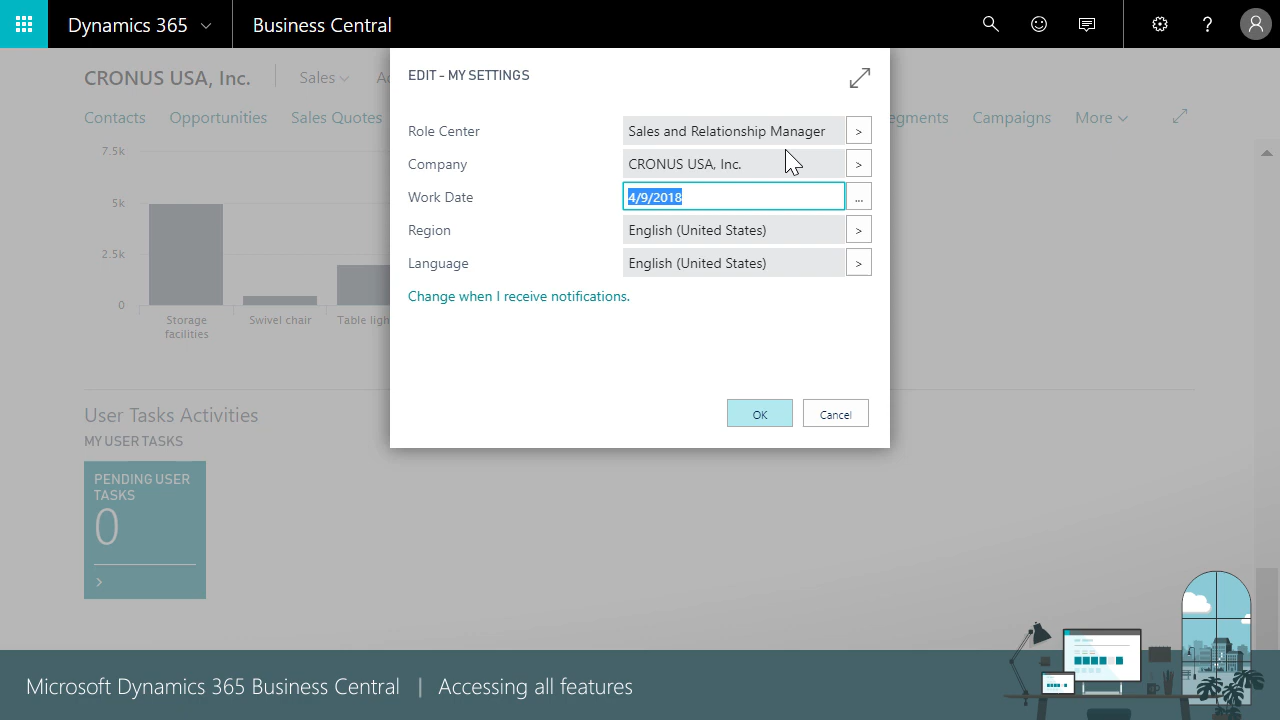 Dynamics 365
Business Central
?
CRONUS USA, Inc.
Sales
Contacts
Opportunities
Sales Quotes
Campaigns
More
7.5k
5k
2.5k
0
Storage
facilities
Swivel chair
Table
EDIT - MY SETTINGS
Role Center
Sales and Relationship Manager
>
Company
CRONUS USA, Inc.
>
Work Date
4/9/2018
...
Region
English (United States)
>
Language
English (United States)
>
Change when I receive notifications.
OK
Cancel
User Tasks Activities
MY USER TASKS
PENDING USER
TASKS
0
>
Microsoft Dynamics 365 Business Central | Accessing all features